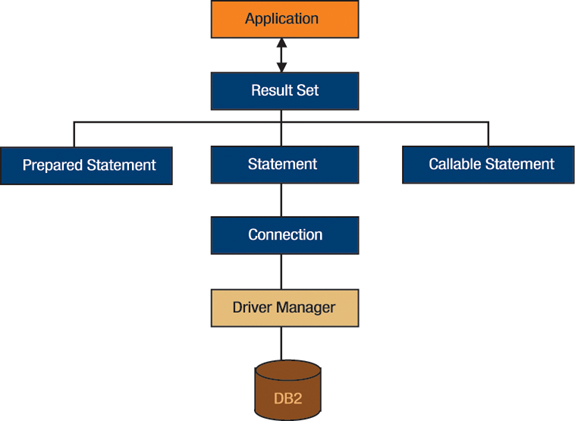 Application
Result Set
Prepared Statement
Statement
Callable Statement
Connection
Driver Manager
DB2